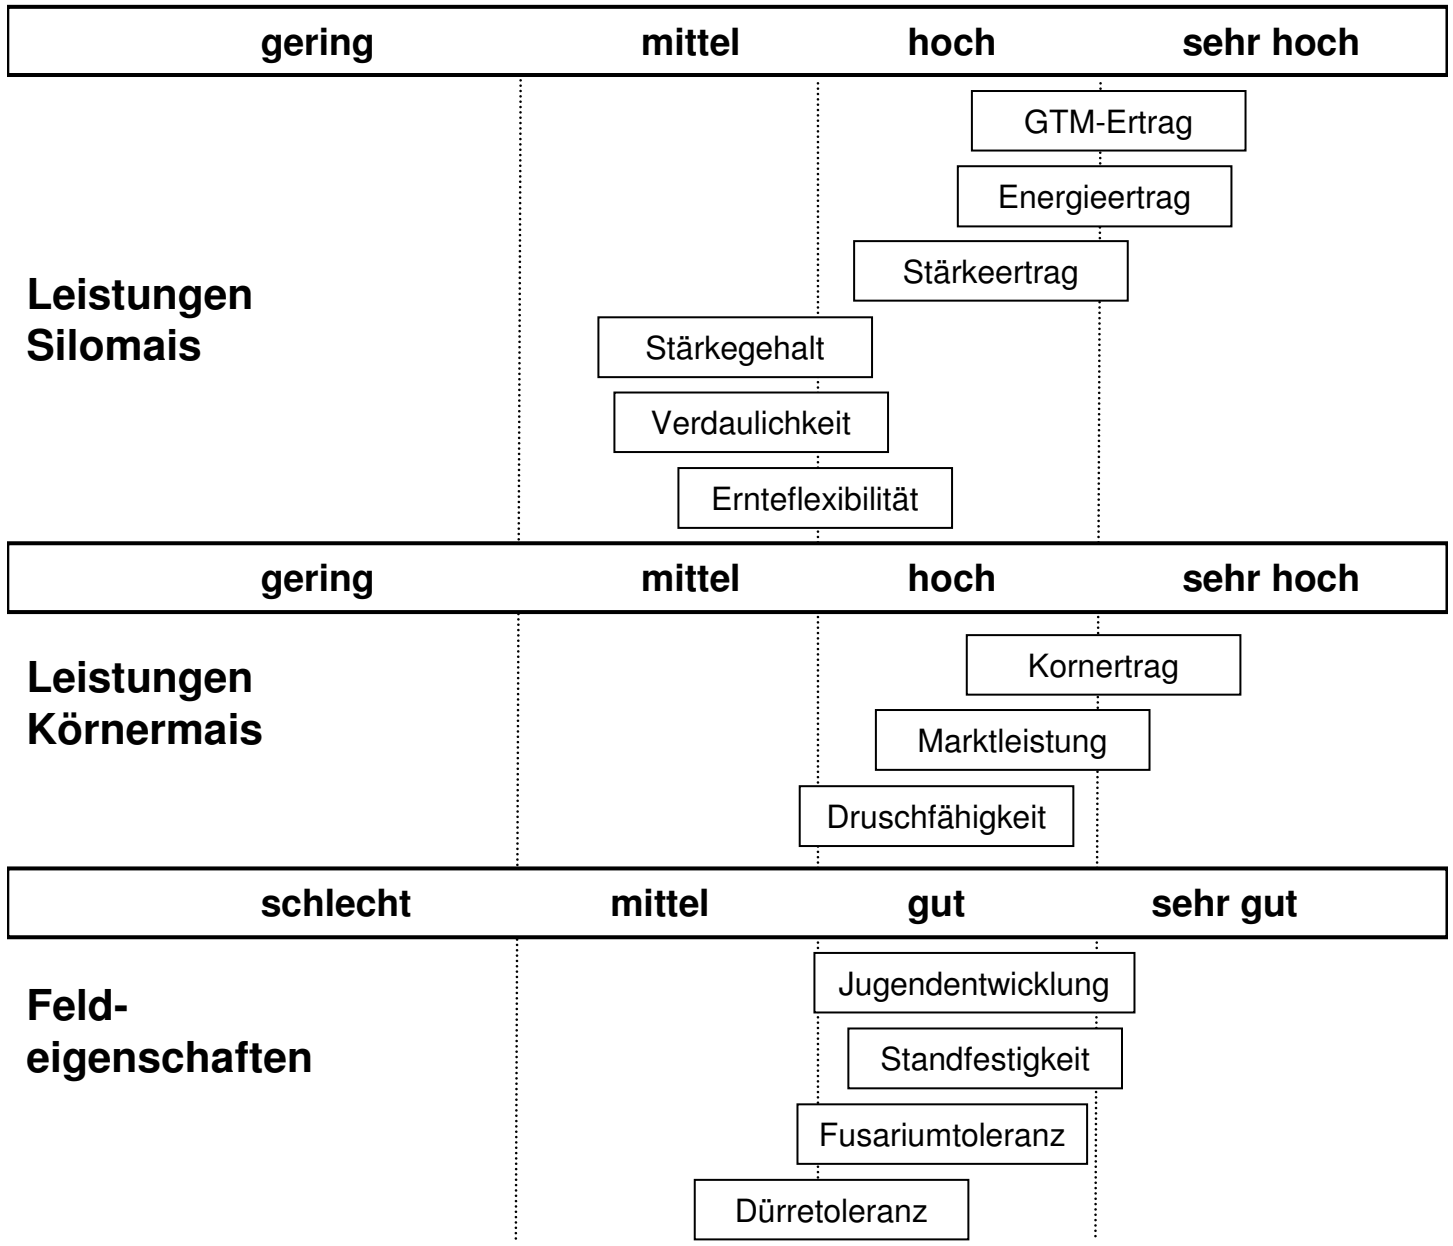 gering mittel hoch sehr hoch
GTM-Ertrag
Energieertrag
Stärkeertrag
Leistungen
Silomais
Stärkegehalt
Verdaulichkeit
Ernteflexibilität
gering mittel hoch sehr hoch
Leistungen
Körnermais
Kornertrag
Marktleistung
Druschfähigkeit
schlecht mittel gut sehr gut
Feld-
eigenschaften
Jugendentwicklung
Standfestigkeit
Fusariumtoleranz
Dürretoleranz